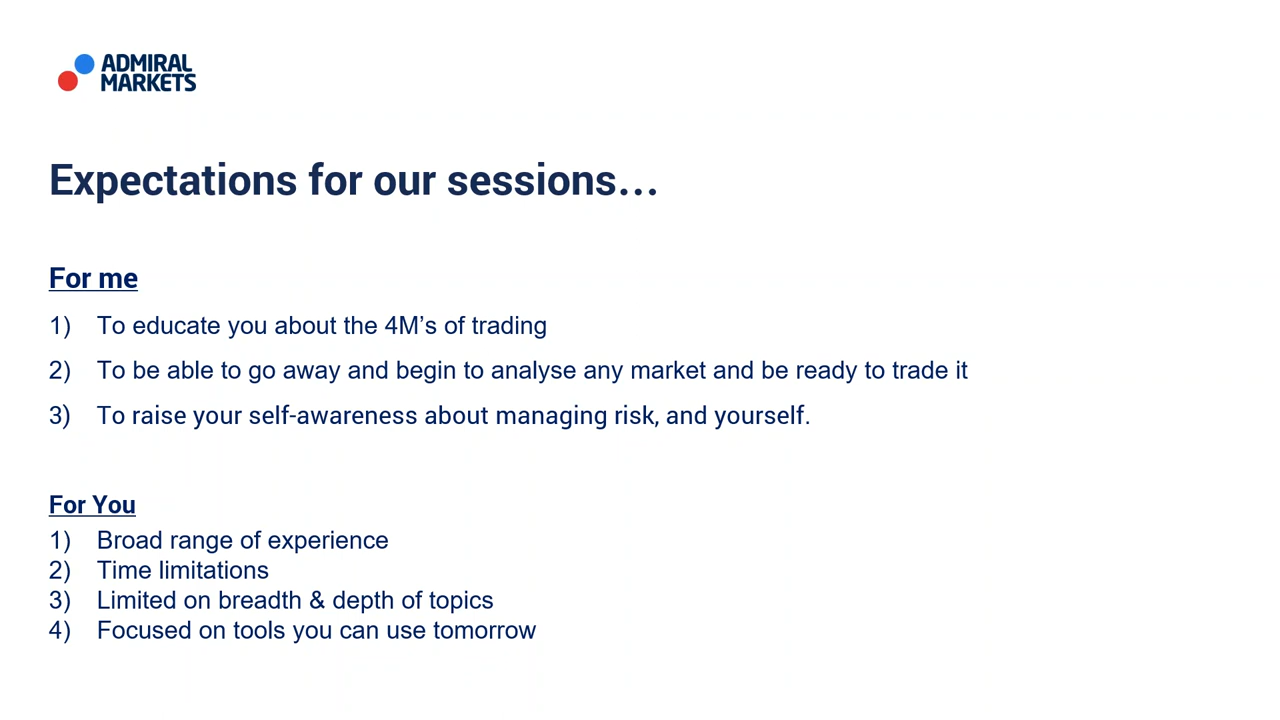 ADMIRAL
MARKETS
Expectations for our sessions…
For me
1) To educate you about the 4M’s of trading
2) To be able to go away and begin to analyse any market and be ready to trade it
3) To raise your self-awareness about managing risk, and yourself.
For You
1) Broad range of experience
2) Time limitations
3) Limited on breadth & depth of topics
4) Focused on tools you can use tomorrow